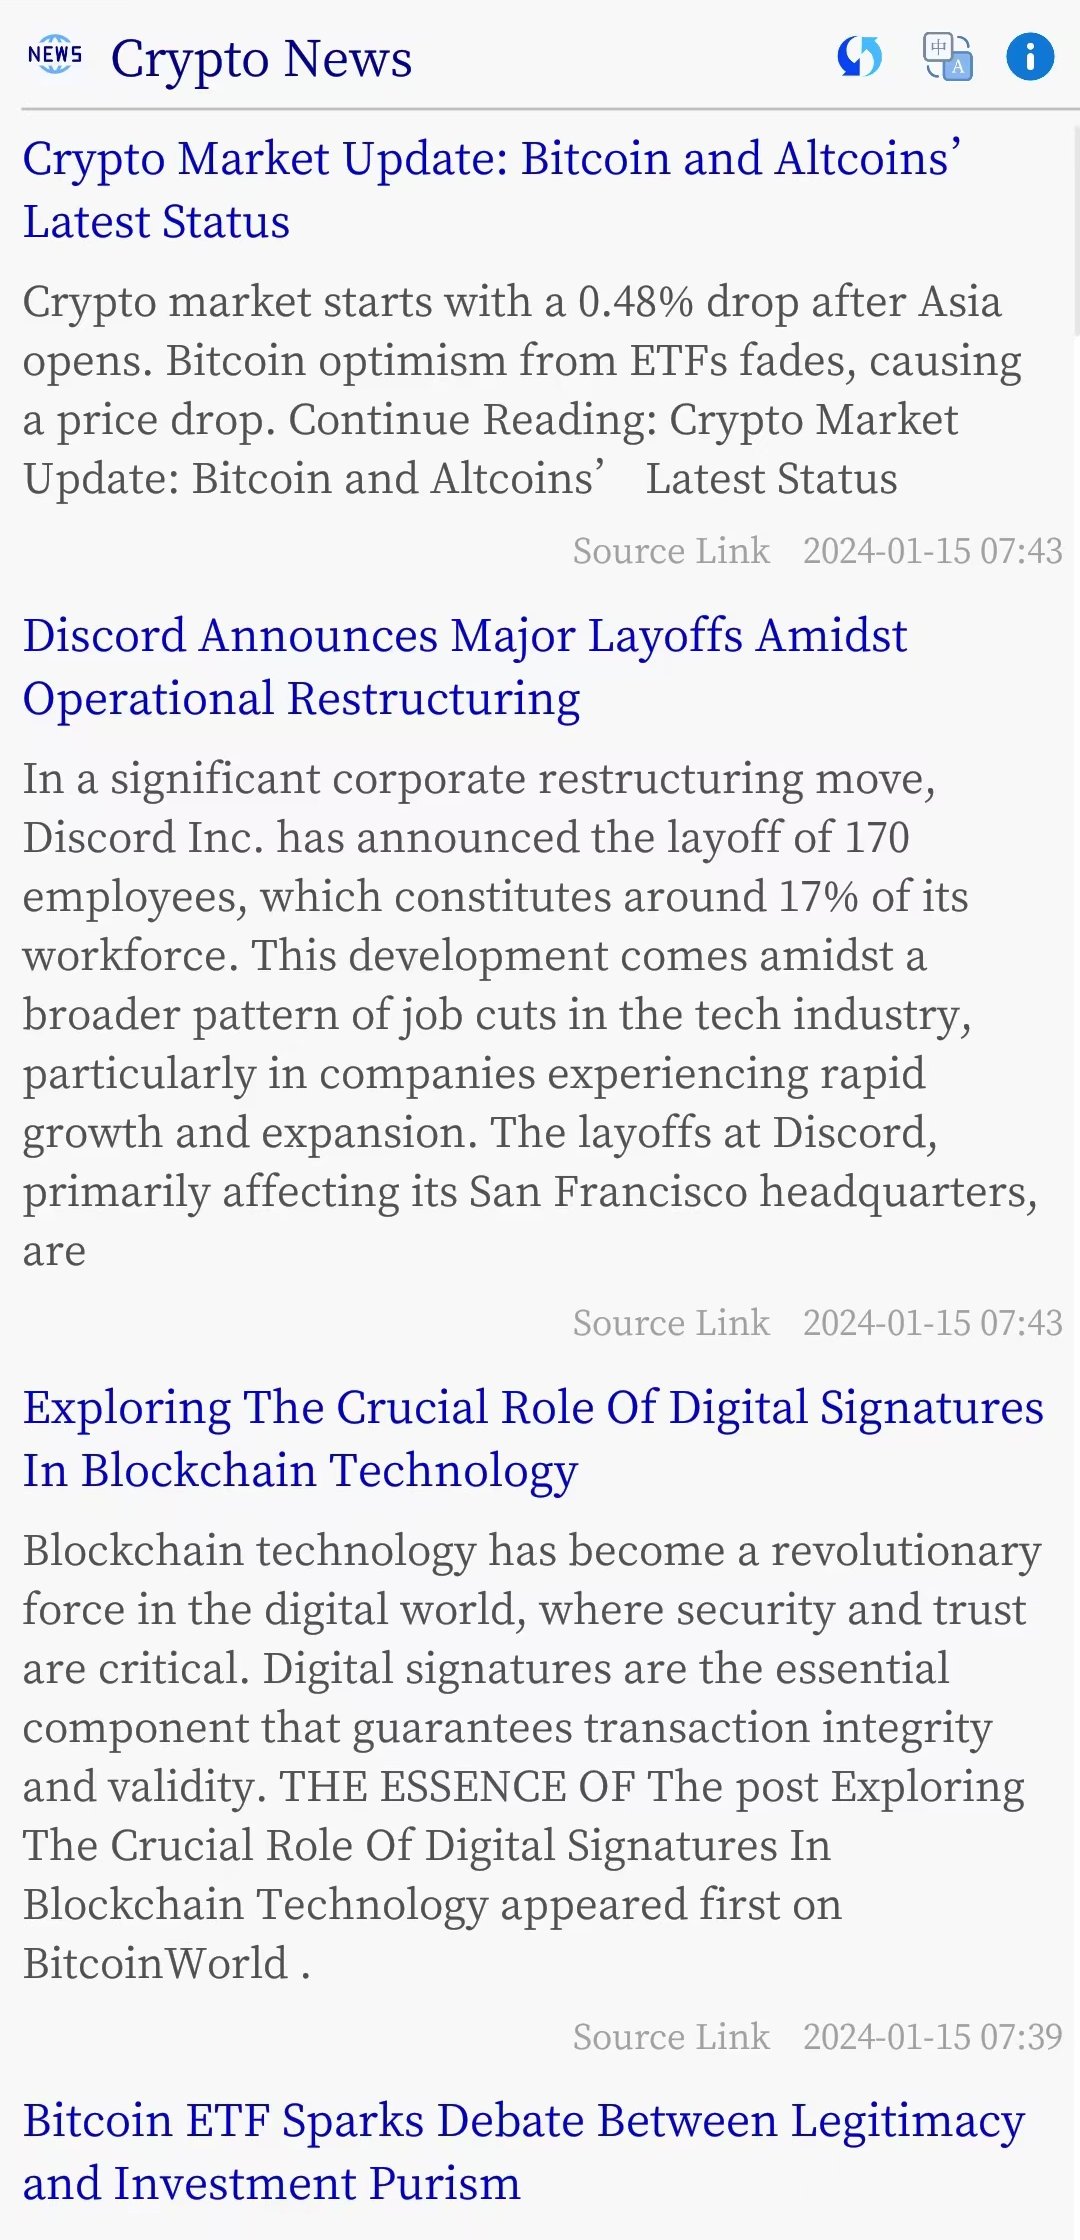 NEWS Crypto News 中 A
Crypto Market Update: Bitcoin and Altcoins’
Latest Status
Crypto market starts with a 0.48% drop after Asia
opens. Bitcoin optimism from ETFs fades, causing
a price drop. Continue Reading: Crypto Market
Update: Bitcoin and Altcoins’ Latest Status
Source Link 2024-01-15 07:43
Discord Announces Major Layoffs Amidst
Operational Restructuring
In a significant corporate restructuring move,
Discord Inc. has announced the layoff of 170
employees, which constitutes around 17% of its
workforce. This development comes amidst a
broader pattern of job cuts in the tech industry,
particularly in companies experiencing rapid
growth and expansion. The layoffs at Discord,
primarily affecting its San Francisco headquarters,
are
Source Link 2024-01-15 07:43
Exploring The Crucial Role Of Digital Signatures
In Blockchain Technology
Blockchain technology has become a revolutionary
force in the digital world, where security and trust
are critical. Digital signatures are the essential
component that guarantees transaction integrity
and validity. THE ESSENCE OF The post Exploring
The Crucial Role Of Digital Signatures In
Blockchain Technology appeared first on
BitcoinWorld .
Source Link 2024-01-15 07:39
Bitcoin ETF Sparks Debate Between Legitimacy
and Investment Purism